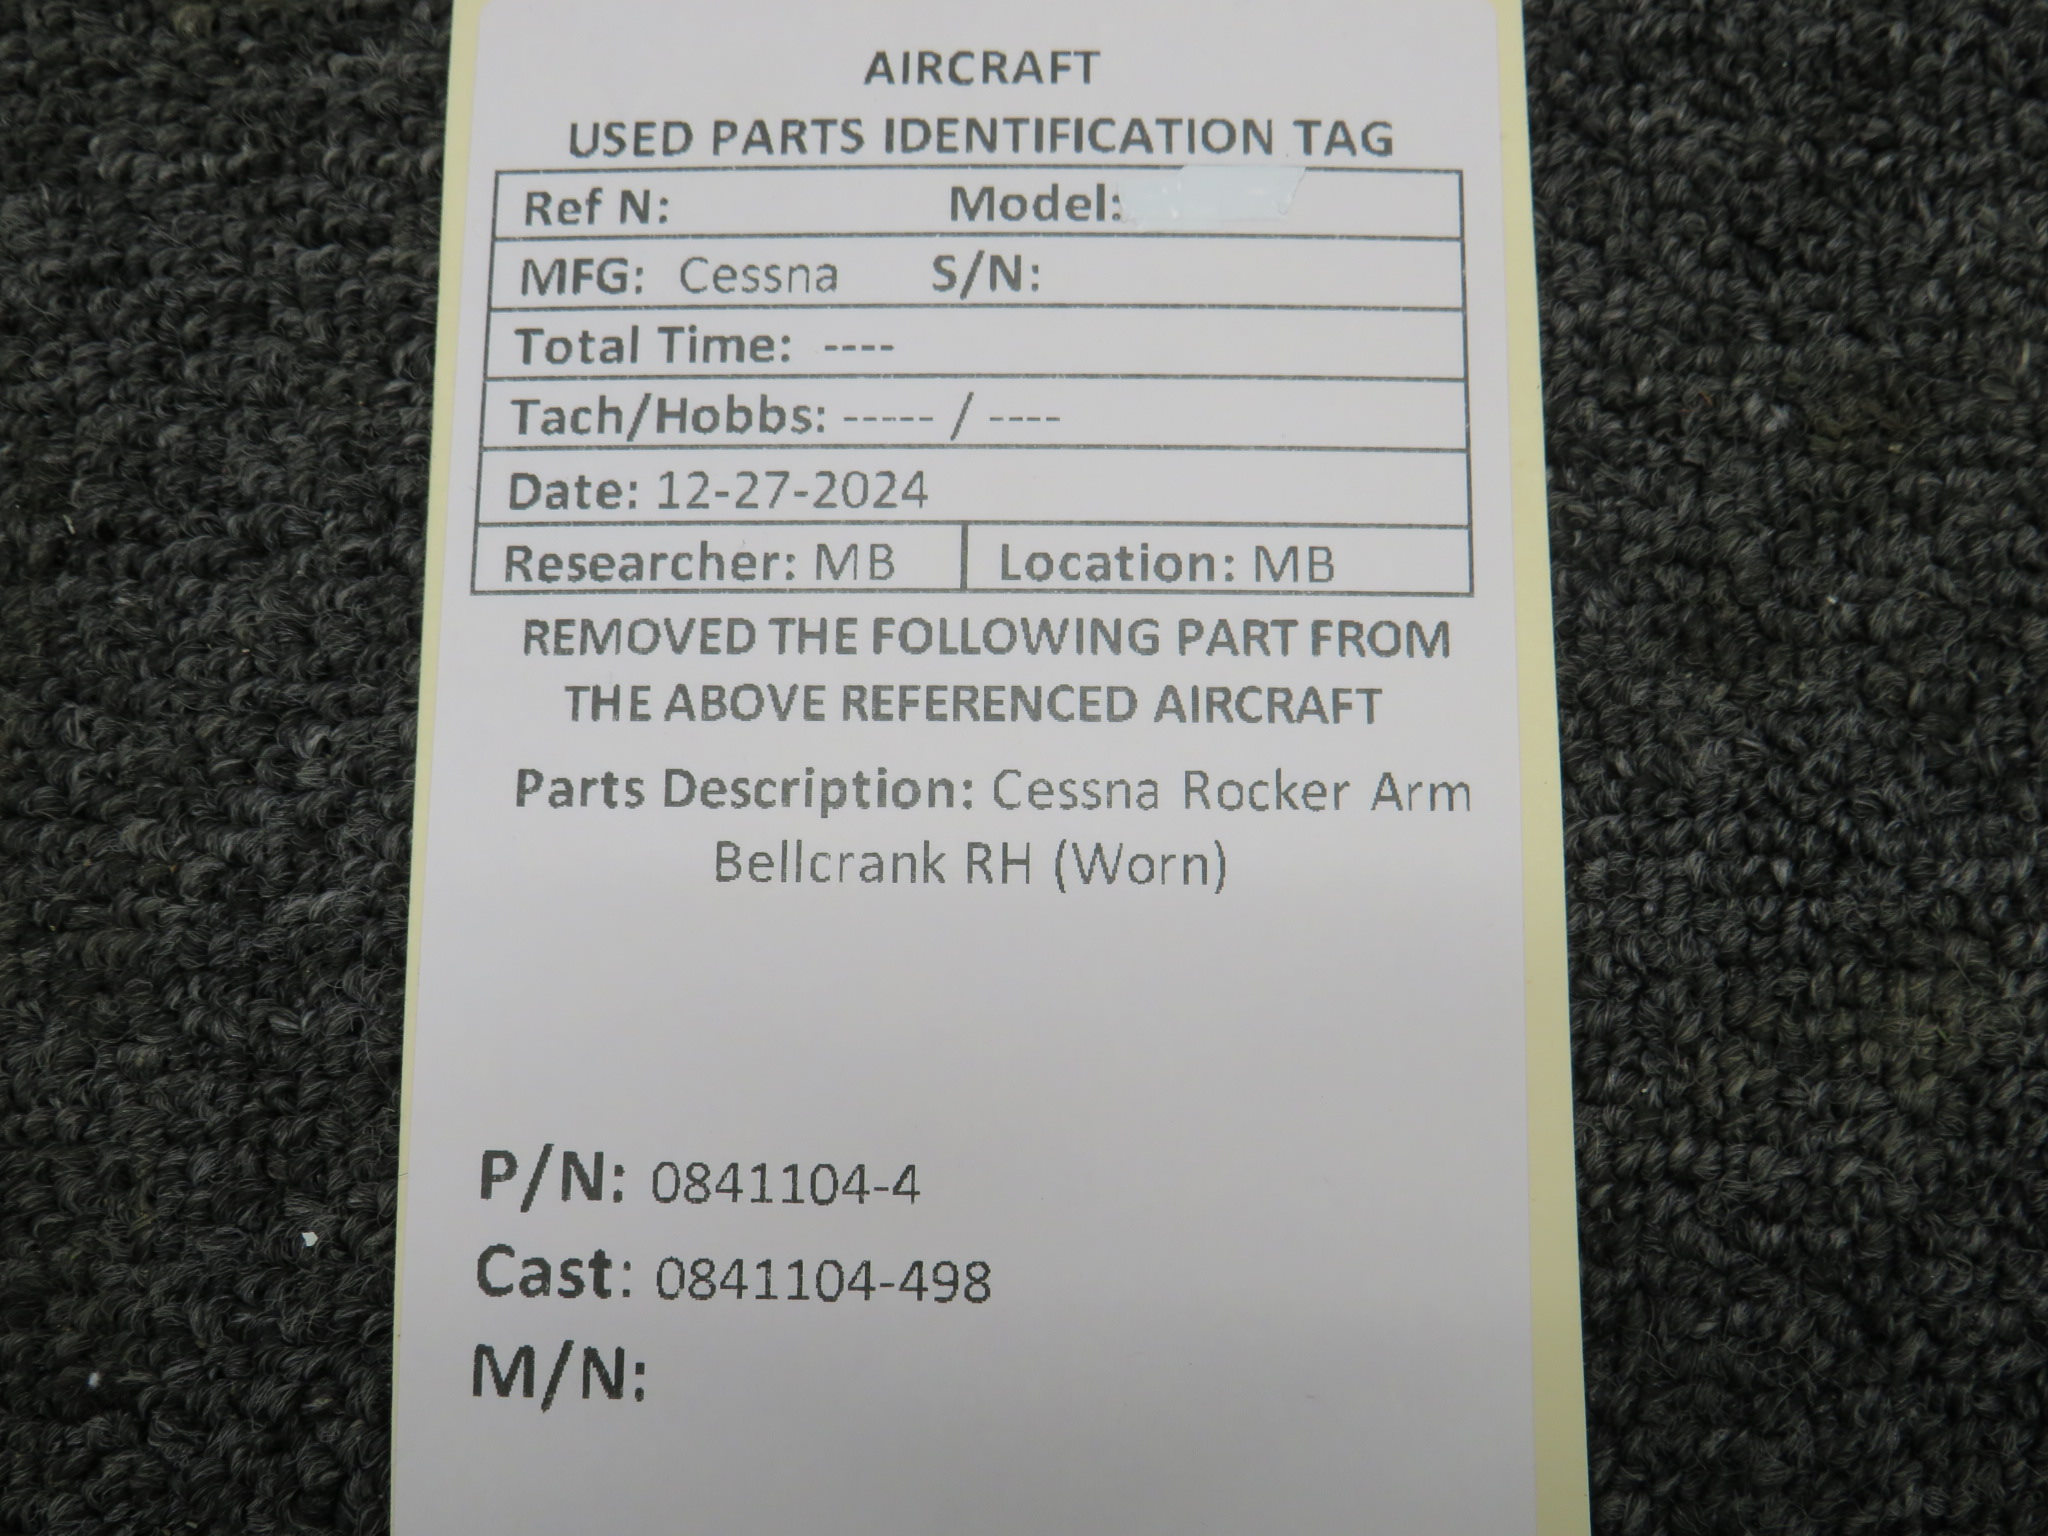 AIRCRAFT
USED PARTS IDENTIFICATION TAG
Ref N: Model:
MFG: Cessna S/N:
Total Time: ----
Tach/Hobbs: ----- / ----
Date: 12-27-2024
Researcher: MB Location: MB
REMOVED THE FOLLOWING PART FROM
THE ABOVE REFERENCED AIRCRAFT
Parts Description: Cessna Rocker Arm
Bellcrank RH (Worn)
P/N: 0841104-4
Cast: 0841104-498
M/N: